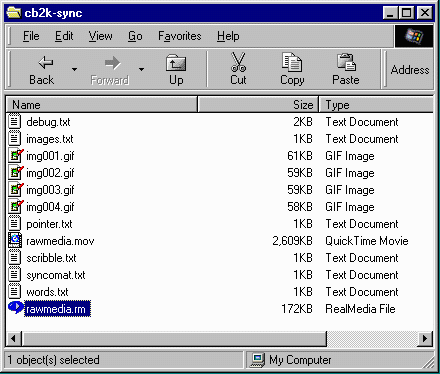 cb2k-sync
File Edit View Go Favorites Help
Back Forward Up Cut Copy Paste Address
Name Size Type
debug.txt 2KB Text Document
images.txt 1KB Text Document
img001.gif 61KB GIF Image
img002.gif 59KB GIF Image
img003.gif 59KB GIF Image
img004.gif 58KB GIF Image
pointer.txt 1KB Text Document
rawmedia.mov 2,609KB QuickTime Movie
scribble.txt 1KB Text Document
syncomat.txt 1KB Text Document
words.txt 1KB Text Document
rawmedia.rm 172KB RealMedia File
1 object(s) selected My Computer